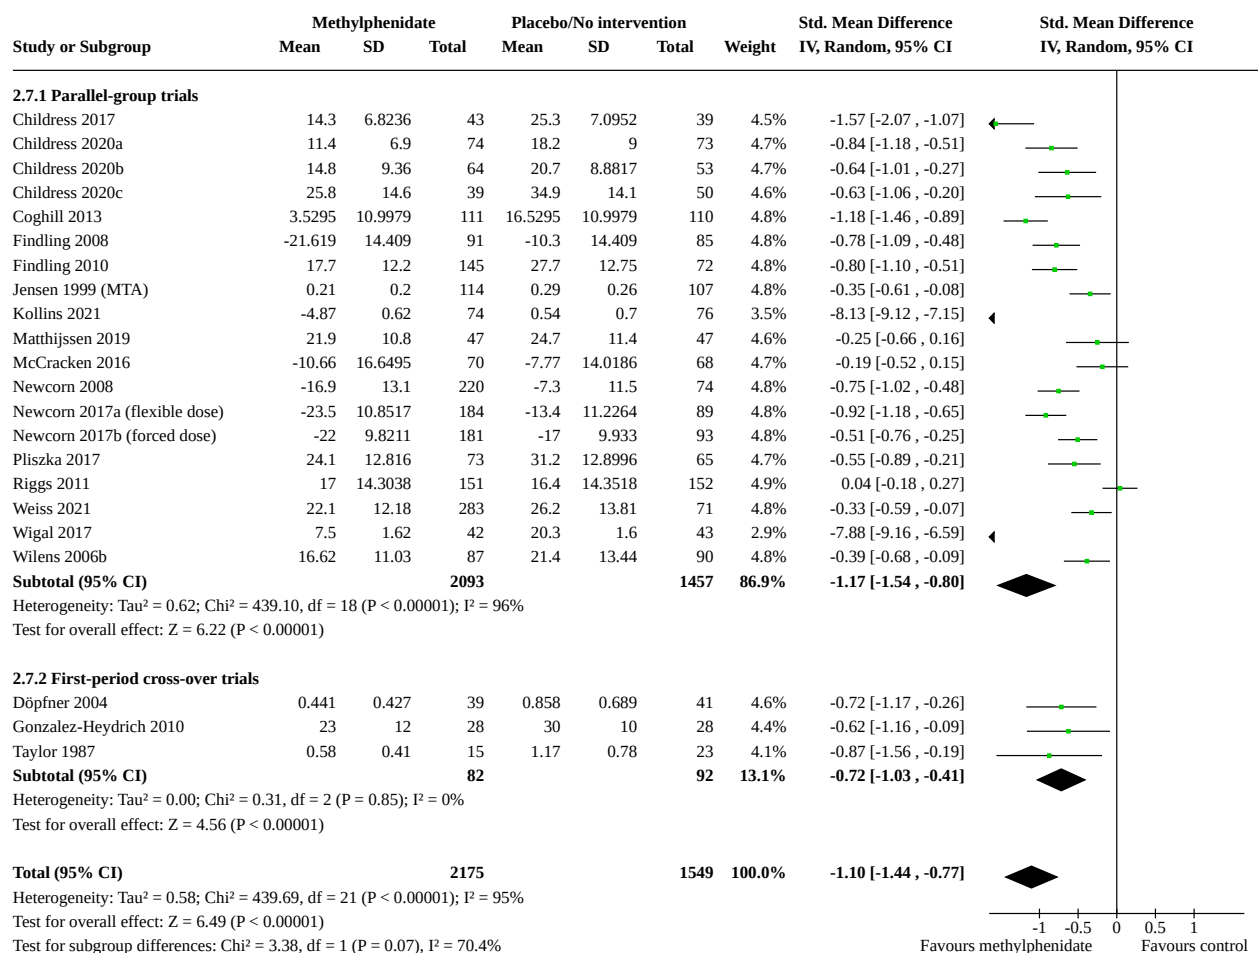 Methylphenidate Placebo/No intervention Std. Mean Difference Std. Mean Difference
Study or Subgroup Mean SD Total Mean SD Total Weight IV, Random, 95% CI IV, Random, 95% CI
2.7.1 Parallel-group trials
Childress 2017 14.3 6.8236 43 25.3 7.0952 39 4.5% -1.57 [-2.07 , -1.07]
Childress 2020a 11.4 6.9 74 18.2 9 73 4.7% -0.84 [-1.18 , -0.51]
Childress 2020b 14.8 9.36 64 20.7 8.8817 53 4.6% -0.64 [-1.01 , -0.27]
Childress 2020c 25.8 14.6 39 34.9 14.1 50 4.6% -0.63 [-1.06 , -0.20]
Coghill 2013 3.5295 10.9979 111 16.5295 10.9979 110 4.8% -1.18 [-1.46 , -0.89]
Findling 2008 -21.619 14.409 91 -10.3 14.409 85 4.8% -0.78 [-1.09 , -0.48]
Findling 2010 17.7 12.2 145 27.7 12.75 72 4.8% -0.80 [-1.10 , -0.51]
Jensen 1999 (MTA) 0.21 0.2 114 0.29 0.26 107 4.8% -0.35 [-0.61 , -0.08]
Kollins 2021 -4.87 0.62 74 0.54 0.7 76 3.5% -8.13 [-9.12 , -7.15]
Matthijssen 2019 21.9 10.8 47 24.7 11.4 47 4.6% -0.25 [-0.66 , 0.16]
McCracken 2016 -10.66 16.6495 70 -7.77 14.0186 68 4.7% -0.19 [-0.52 , 0.15]
Newcorn 2008 -16.9 13.1 220 -7.3 11.5 74 4.8% -0.75 [-1.02 , -0.48]
Newcorn 2017a (flexible dose) -23.5 10.8517 184 -13.4 11.2264 89 4.8% -0.92 [-1.18 , -0.65]
Newcorn 2017b (forced dose) -22 9.8211 181 -17 9.933 93 4.8% -0.51 [-0.76 , -0.25]
Pliszka 2017 24.1 12.816 73 31.2 12.8996 65 4.7% -0.55 [-0.89 , -0.21]
Riggs 2011 17 14.3038 151 16.4 14.3518 152 4.9% 0.04 [-0.18 , 0.27]
Weiss 2021 22.1 12.18 283 26.2 13.81 71 4.8% -0.33 [-0.59 , -0.07]
Wigal 2017 7.5 1.62 42 20.3 1.6 43 2.9% -7.88 [-9.16 , -6.59]
Wilens 2006b 16.62 11.03 87 21.4 13.44 90 4.8% -0.39 [-0.68 , -0.09]
Subtotal (95% CI) 2093 1457 86.9% -1.17 [-1.54 , -0.80]
Heterogeneity: Tau² = 0.62; Chi² = 439.10, df = 18 (P < 0.00001); I² = 96%
Test for overall effect: Z = 6.22 (P < 0.00001)
2.7.2 First-period cross-over trials
Döpfner 2004 0.441 0.427 39 0.858 0.689 41 4.6% -0.72 [-1.17 , -0.26]
Gonzalez-Heydrich 2010 23 12 28 30 10 28 4.4% -0.62 [-1.16 , -0.09]
Taylor 1987 0.58 0.41 15 1.17 0.78 23 4.1% -0.87 [-1.56 , -0.19]
Subtotal (95% CI) 82 92 13.1% -0.72 [-1.03 , -0.41]
Heterogeneity: Tau² = 0.00; Chi² = 0.31, df = 2 (P = 0.85); I² = 0%
Test for overall effect: Z = 4.56 (P < 0.00001)
Total (95% CI) 2175 1549 100.0% -1.10 [-1.44 , -0.77]
Heterogeneity: Tau² = 0.58; Chi² = 439.69, df = 21 (P < 0.00001); I² = 95%
Test for overall effect: Z = 6.49 (P < 0.00001)
-1 -0.5 0 0.5 1
Test for subgroup differences: Chi² = 3.38, df = 1 (P = 0.07), I² = 70.4%
Favours methylphenidate Favours control